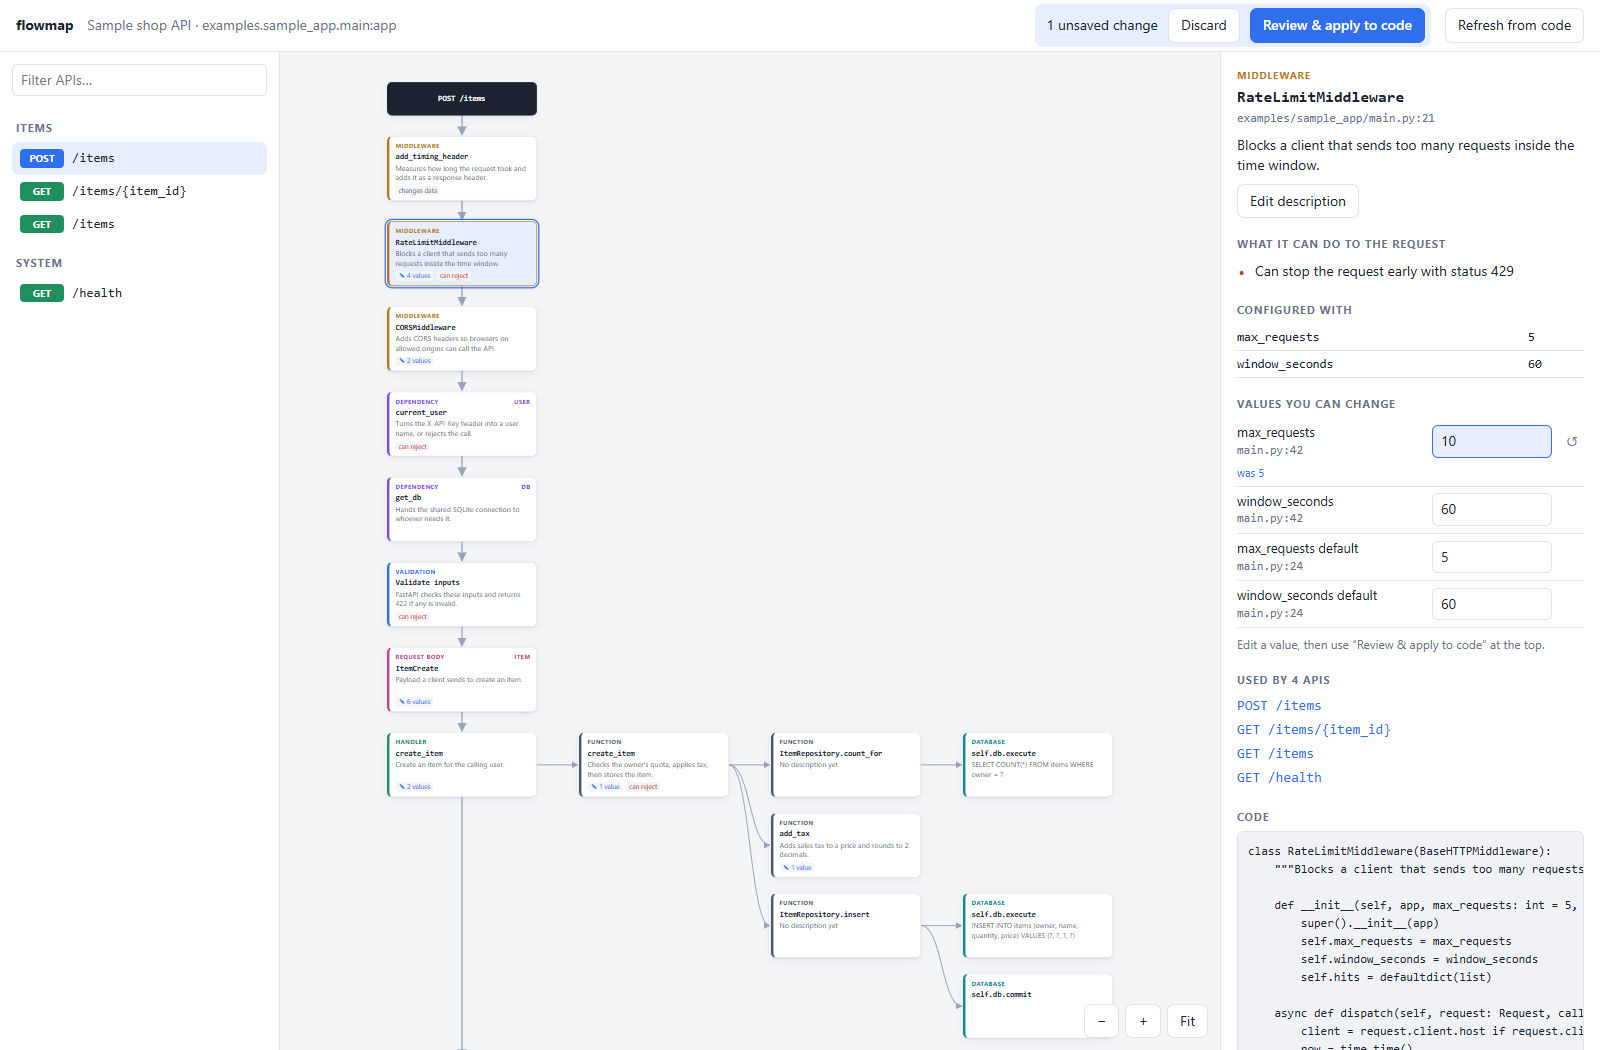 flowmap Sample shop API · examples.sample_app.main:app
1 unsaved change Discard Review & apply to code Refresh from code
Filter APIs...
ITEMS
POST /items
GET /items/{item_id}
GET /items
SYSTEM
GET /health
POST /items
MIDDLEWARE
add_timing_header
Measures how long the request took and
adds it as a response header.
changes data
MIDDLEWARE
RateLimitMiddleware
Blocks a client that sends too many
requests inside the time window.
4 values can reject
MIDDLEWARE
CORSMiddleware
Adds CORS headers so browsers on
allowed origins can call the API.
2 values
DEPENDENCY USER
current_user
Turns the X-API-Key header into a user
name, or rejects the call.
can reject
DEPENDENCY DB
get_db
Hands the shared SQLite connection to
whoever needs it.
VALIDATION
Validate inputs
FastAPI checks these inputs and returns
422 if any is invalid.
can reject
REQUEST BODY ITEM
ItemCreate
Payload a client sends to create an item.
6 values
HANDLER
create_item
Create an item for the calling user.
2 values
FUNCTION
create_item
Checks the owner's quota, applies tax,
then stores the item.
1 value can reject
FUNCTION
ItemRepository.count_for
No description yet
DATABASE
self.db.execute
SELECT COUNT(*) FROM items WHERE
owner = ?
FUNCTION
add_tax
Adds sales tax to a price and rounds to 2
decimals.
1 value
FUNCTION
ItemRepository.insert
No description yet
DATABASE
self.db.execute
INSERT INTO items (owner, name,
quantity, price) VALUES (?, ?, ?, ?)
DATABASE
self.db.commit
− + Fit
MIDDLEWARE
RateLimitMiddleware
examples/sample_app/main.py:21
Blocks a client that sends too many requests inside the
time window.
Edit description
WHAT IT CAN DO TO THE REQUEST
• Can stop the request early with status 429
CONFIGURED WITH
max_requests 5
window_seconds 60
VALUES YOU CAN CHANGE
max_requests 10 ↺
main.py:42
was 5
window_seconds 60
main.py:42
max_requests default 5
main.py:24
window_seconds default 60
main.py:24
Edit a value, then use “Review & apply to code” at the top.
USED BY 4 APIS
POST /items
GET /items/{item_id}
GET /items
GET /health
CODE
class RateLimitMiddleware(BaseHTTPMiddleware):
"""Blocks a client that sends too many requests
def __init__(self, app, max_requests: int = 5,
super().__init__(app)
self.max_requests = max_requests
self.window_seconds = window_seconds
self.hits = defaultdict(list)
async def dispatch(self, request: Request, call
client = request.client.host if request.cli
now = time.time()